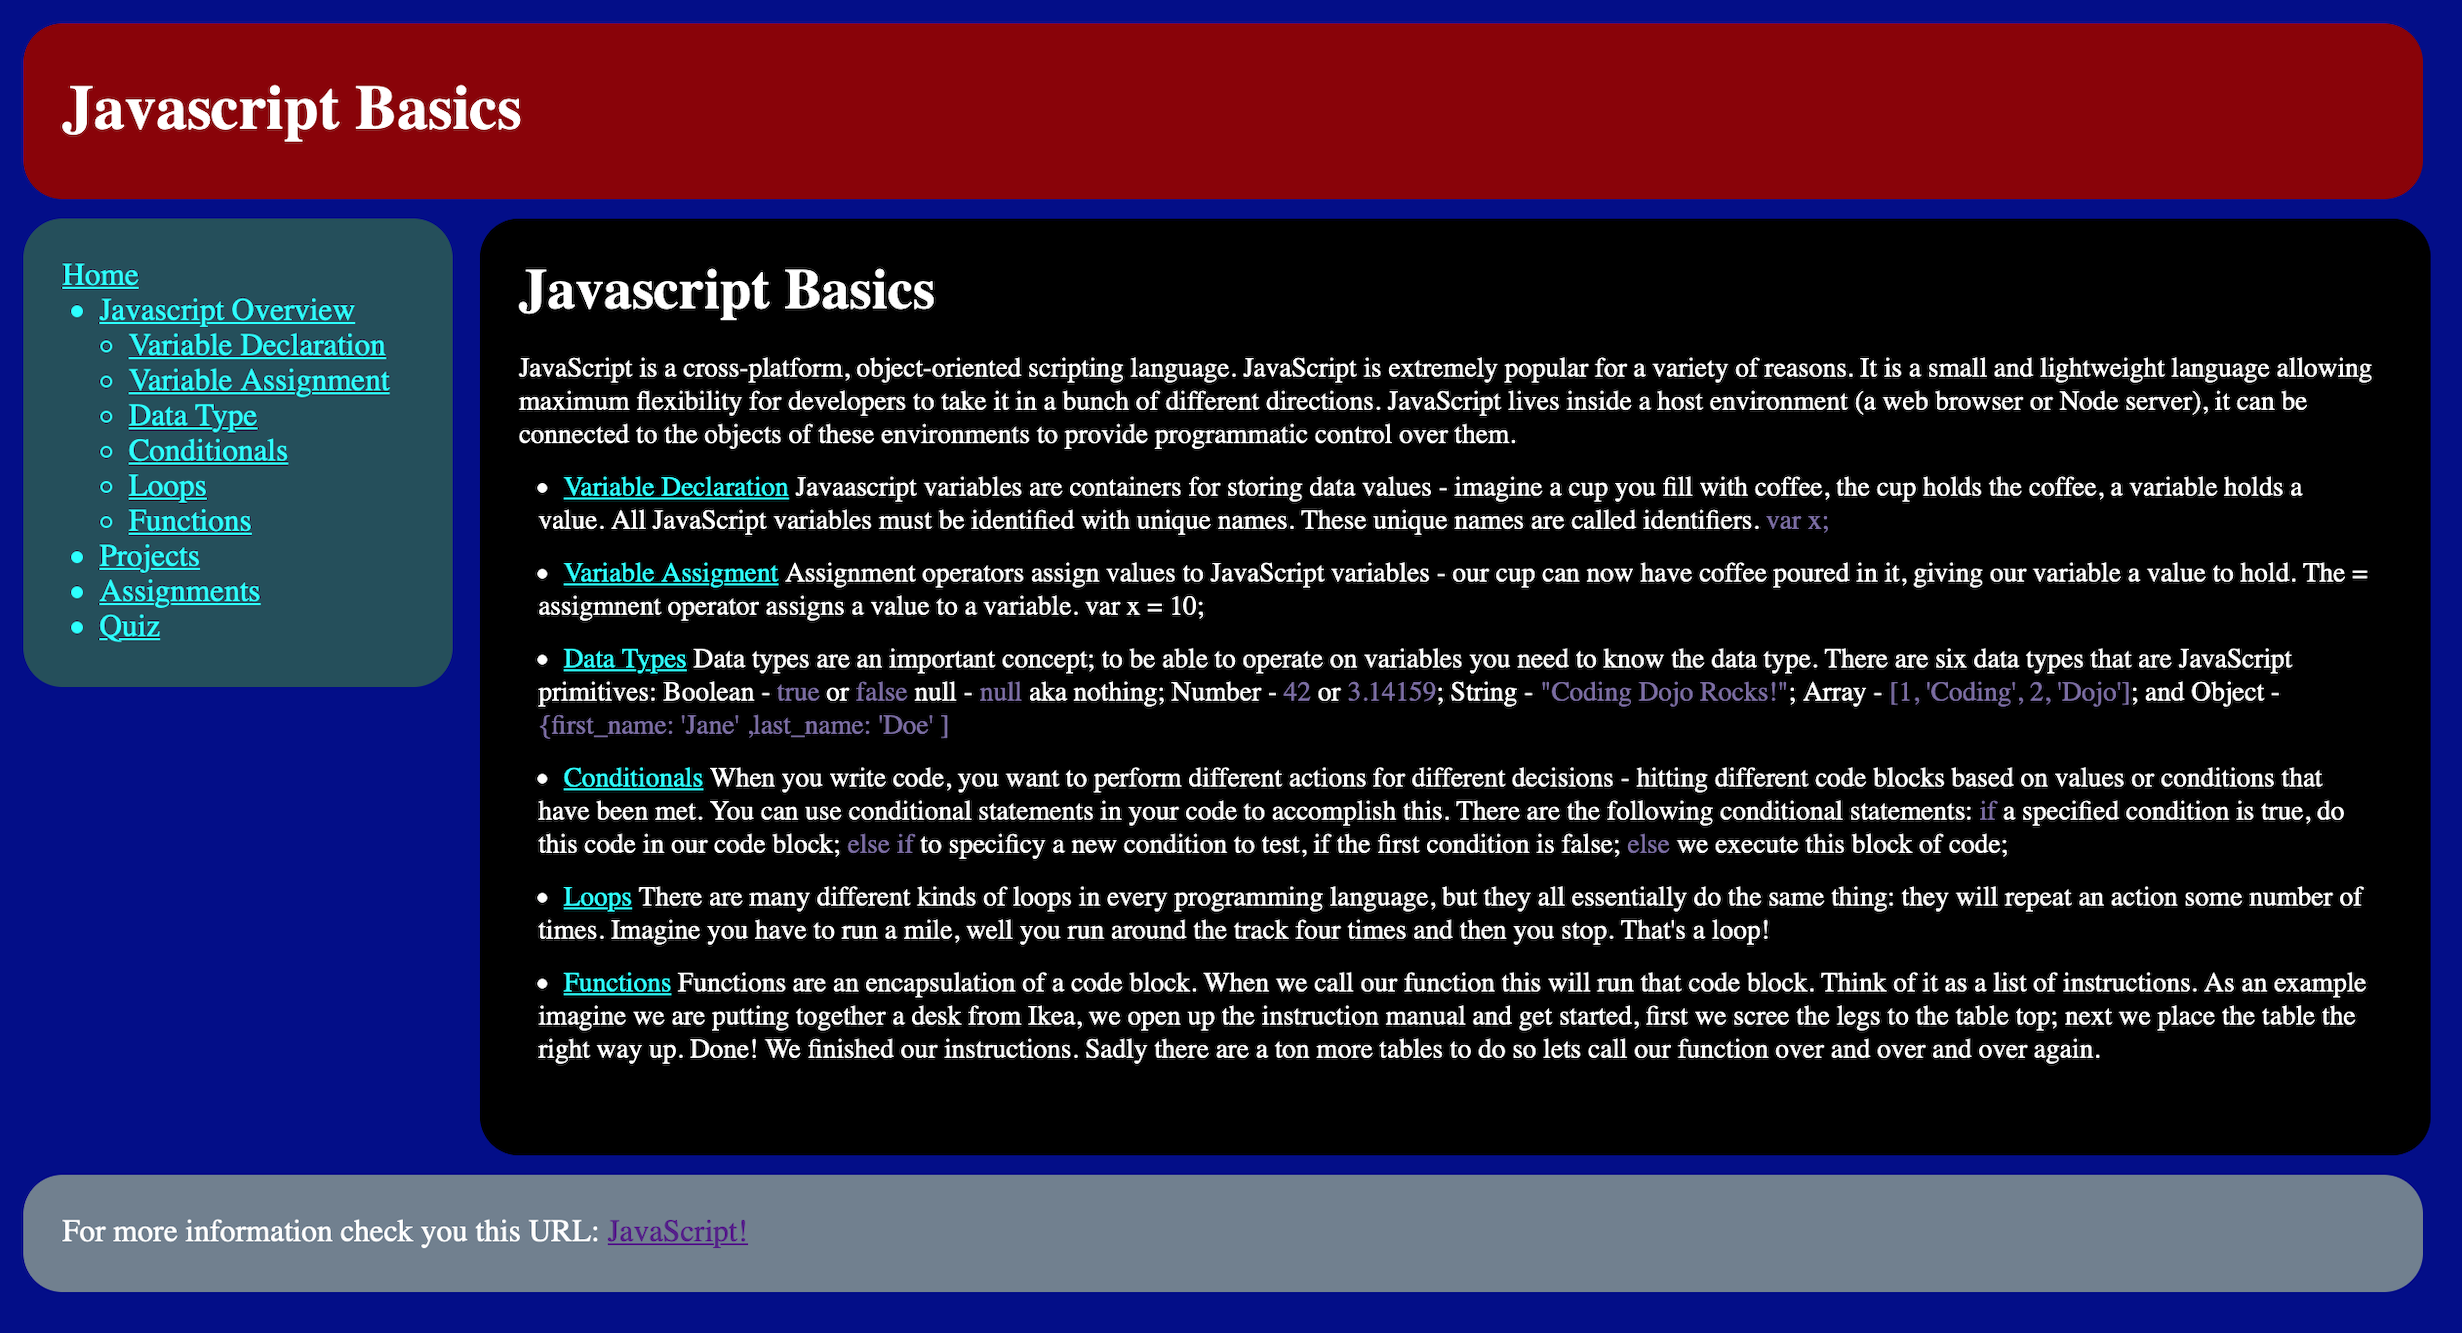 Javascript Basics
Home
Javascript Overview
Variable Declaration
Variable Assignment
Data Type
Conditionals
Loops
Functions
Projects
Assignments
Quiz
Javascript Basics
JavaScript is a cross-platform, object-oriented scripting language. JavaScript is extremely popular for a variety of reasons. It is a small and lightweight language allowing
maximum flexibility for developers to take it in a bunch of different directions. JavaScript lives inside a host environment (a web browser or Node server), it can be
connected to the objects of these environments to provide programmatic control over them.
Variable Declaration Javaascript variables are containers for storing data values - imagine a cup you fill with coffee, the cup holds the coffee, a variable holds a
value. All JavaScript variables must be identified with unique names. These unique names are called identifiers. var x;
Variable Assigment Assignment operators assign values to JavaScript variables - our cup can now have coffee poured in it, giving our variable a value to hold. The =
assigmnent operator assigns a value to a variable. var x = 10;
Data Types Data types are an important concept; to be able to operate on variables you need to know the data type. There are six data types that are JavaScript
primitives: Boolean - true or false null - null aka nothing; Number - 42 or 3.14159; String - "Coding Dojo Rocks!"; Array - [1, 'Coding', 2, 'Dojo']; and Object -
{first_name: 'Jane' ,last_name: 'Doe' ]
Conditionals When you write code, you want to perform different actions for different decisions - hitting different code blocks based on values or conditions that
have been met. You can use conditional statements in your code to accomplish this. There are the following conditional statements: if a specified condition is true, do
this code in our code block; else if to specificy a new condition to test, if the first condition is false; else we execute this block of code;
Loops There are many different kinds of loops in every programming language, but they all essentially do the same thing: they will repeat an action some number of
times. Imagine you have to run a mile, well you run around the track four times and then you stop. That's a loop!
Functions Functions are an encapsulation of a code block. When we call our function this will run that code block. Think of it as a list of instructions. As an example
imagine we are putting together a desk from Ikea, we open up the instruction manual and get started, first we scree the legs to the table top; next we place the table the
right way up. Done! We finished our instructions. Sadly there are a ton more tables to do so lets call our function over and over and over again.
For more information check you this URL: JavaScript!